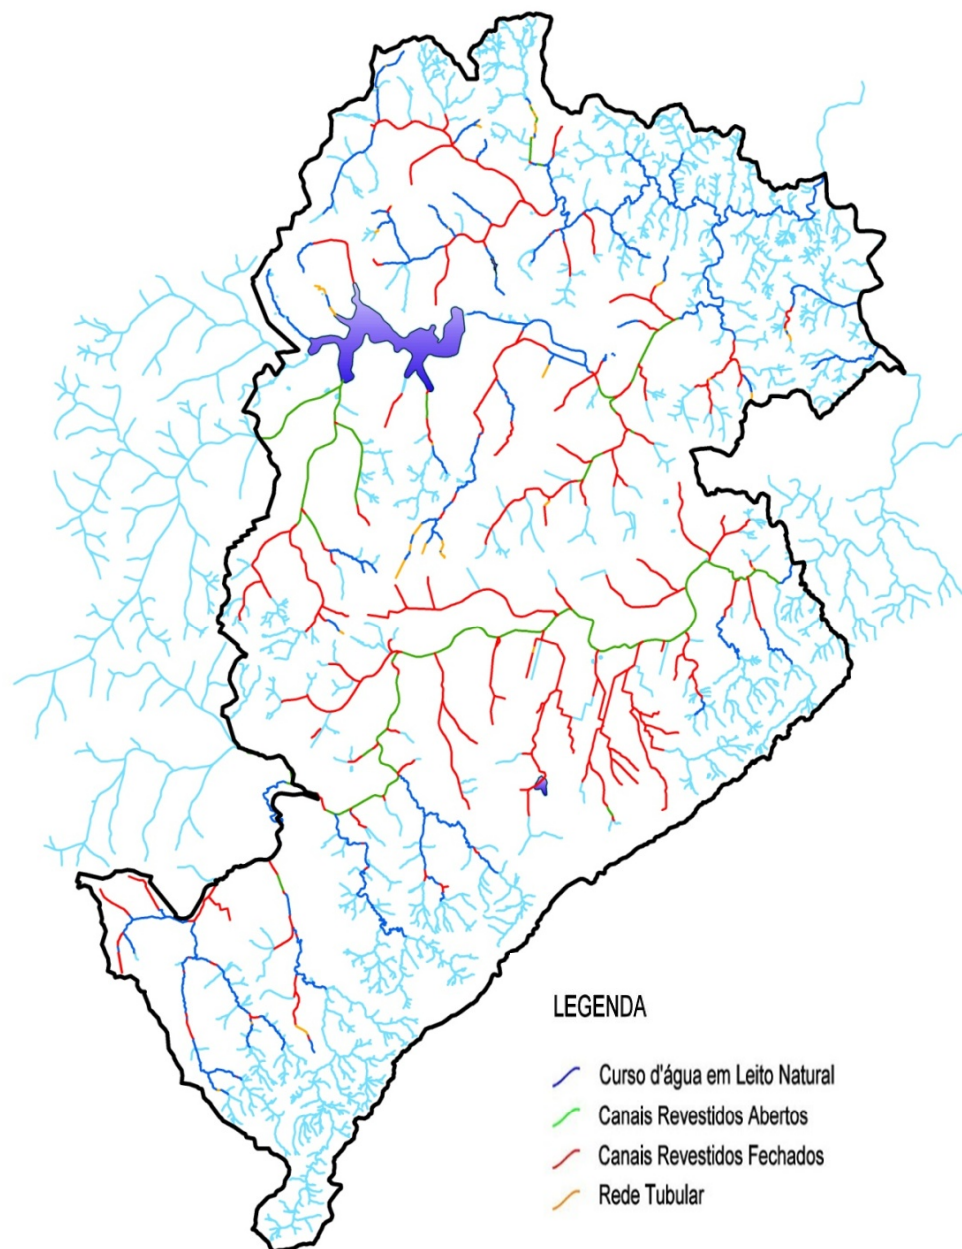 LEGENDA
Curso d'água em Leito Natural
Canais Revestidos Abertos
Canais Revestidos Fechados
Rede Tubular